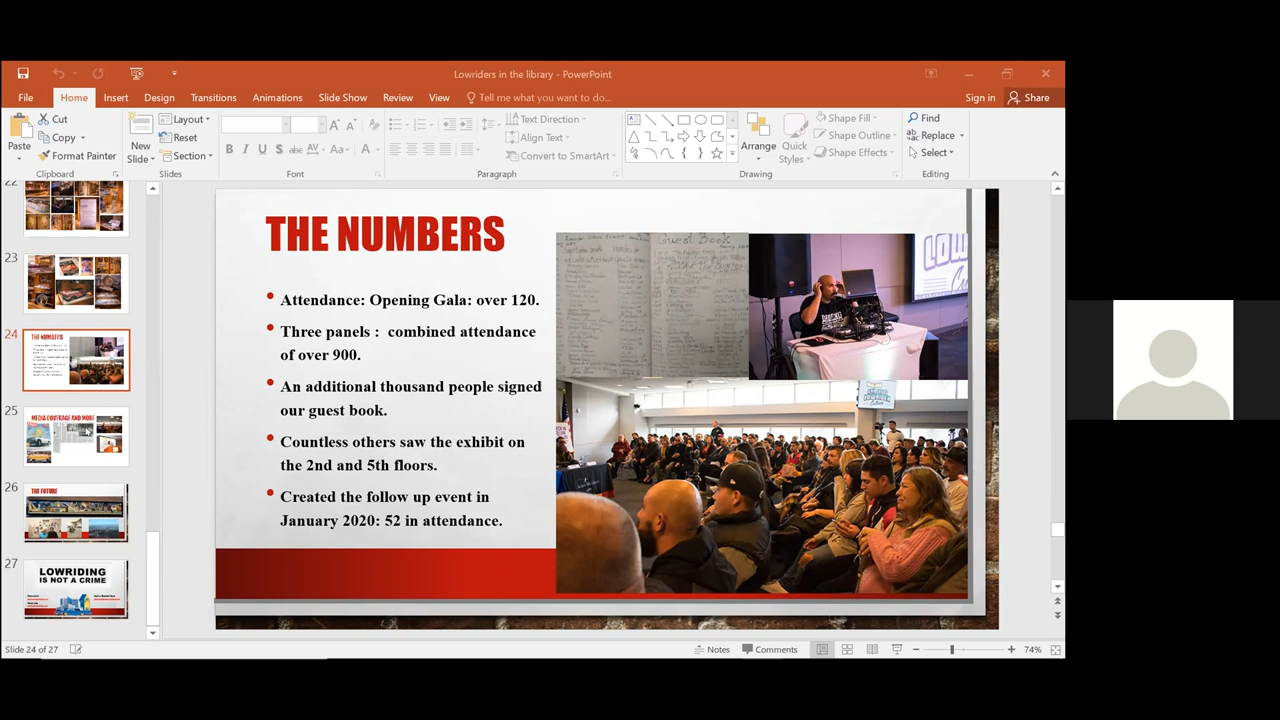 Lowriders in the library - PowerPoint
File Home Insert Design Transitions Animations Slide Show Review View Tell me what you want to do... Sign in Share
Paste
Cut
Copy
Format Painter
Clipboard
New Slide
Layout
Reset
Section
Slides
B I U S abc AV Aa A
Font
Text Direction
Align Text
Convert to SmartArt
Paragraph
Arrange
Quick Styles
Shape Fill
Shape Outline
Shape Effects
Drawing
Find
Replace
Select
Editing
22
23
24
THE NUMBERS
25
MEDIA COVERAGE AND MORE
26
THE FUTURE
27
LOWRIDING
IS NOT A CRIME
THE NUMBERS
• Attendance: Opening Gala: over 120.
• Three panels : combined attendance
of over 900.
• An additional thousand people signed
our guest book.
• Countless others saw the exhibit on
the 2nd and 5th floors.
• Created the follow up event in
January 2020: 52 in attendance.
Guest Book
Slide 24 of 27
Notes
Comments
74%